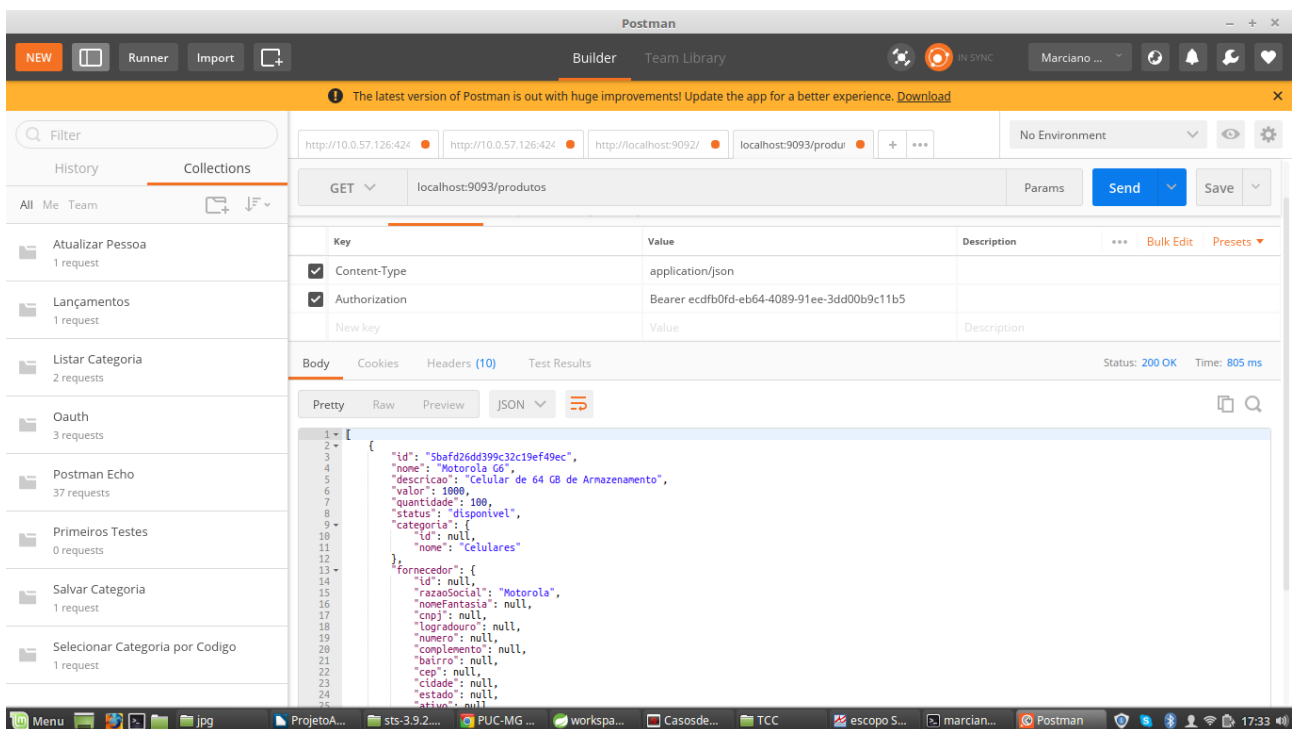 Postman
NEW Runner Import Builder Team Library IN SYNC Marciano ...
The latest version of Postman is out with huge improvements! Update the app for a better experience. Download
Filter
History Collections
All Me Team
Atualizar Pessoa
1 request
Lançamentos
1 request
Listar Categoria
2 requests
Oauth
3 requests
Postman Echo
37 requests
Primeiros Testes
0 requests
Salvar Categoria
1 request
Selecionar Categoria por Codigo
1 request
http://10.0.57.126:424 http://10.0.57.126:424 http://localhost:9092/ localhost:9093/produt + ••• No Environment
GET localhost:9093/produtos Params Send Save
Key Value Description ••• Bulk Edit Presets
Content-Type application/json
Authorization Bearer ecdfb0fd-eb64-4089-91ee-3dd00b9c11b5
New key Value Description
Body Cookies Headers (10) Test Results Status: 200 OK Time: 805 ms
Pretty Raw Preview JSON
1 [
2 {
3 "id": "5bafd26dd399c32c19ef49ec",
4 "nome": "Motorola G6",
5 "descricao": "Celular de 64 GB de Armazenamento",
6 "valor": 1000,
7 "quantidade": 100,
8 "status": "disponivel",
9 "categoria": {
10 "id": null,
11 "nome": "Celulares"
12 },
13 "fornecedor": {
14 "id": null,
15 "razaoSocial": "Motorola",
16 "nomeFantasia": null,
17 "cnpj": null,
18 "logradouro": null,
19 "numero": null,
20 "complemento": null,
21 "bairro": null,
22 "cep": null,
23 "cidade": null,
24 "estado": null,
25 "ativo": null
Menu jpg ProjetoA... sts-3.9.2.... PUC-MG ... workspa... Casosde... TCC escopo S... marcian... Postman 17:33